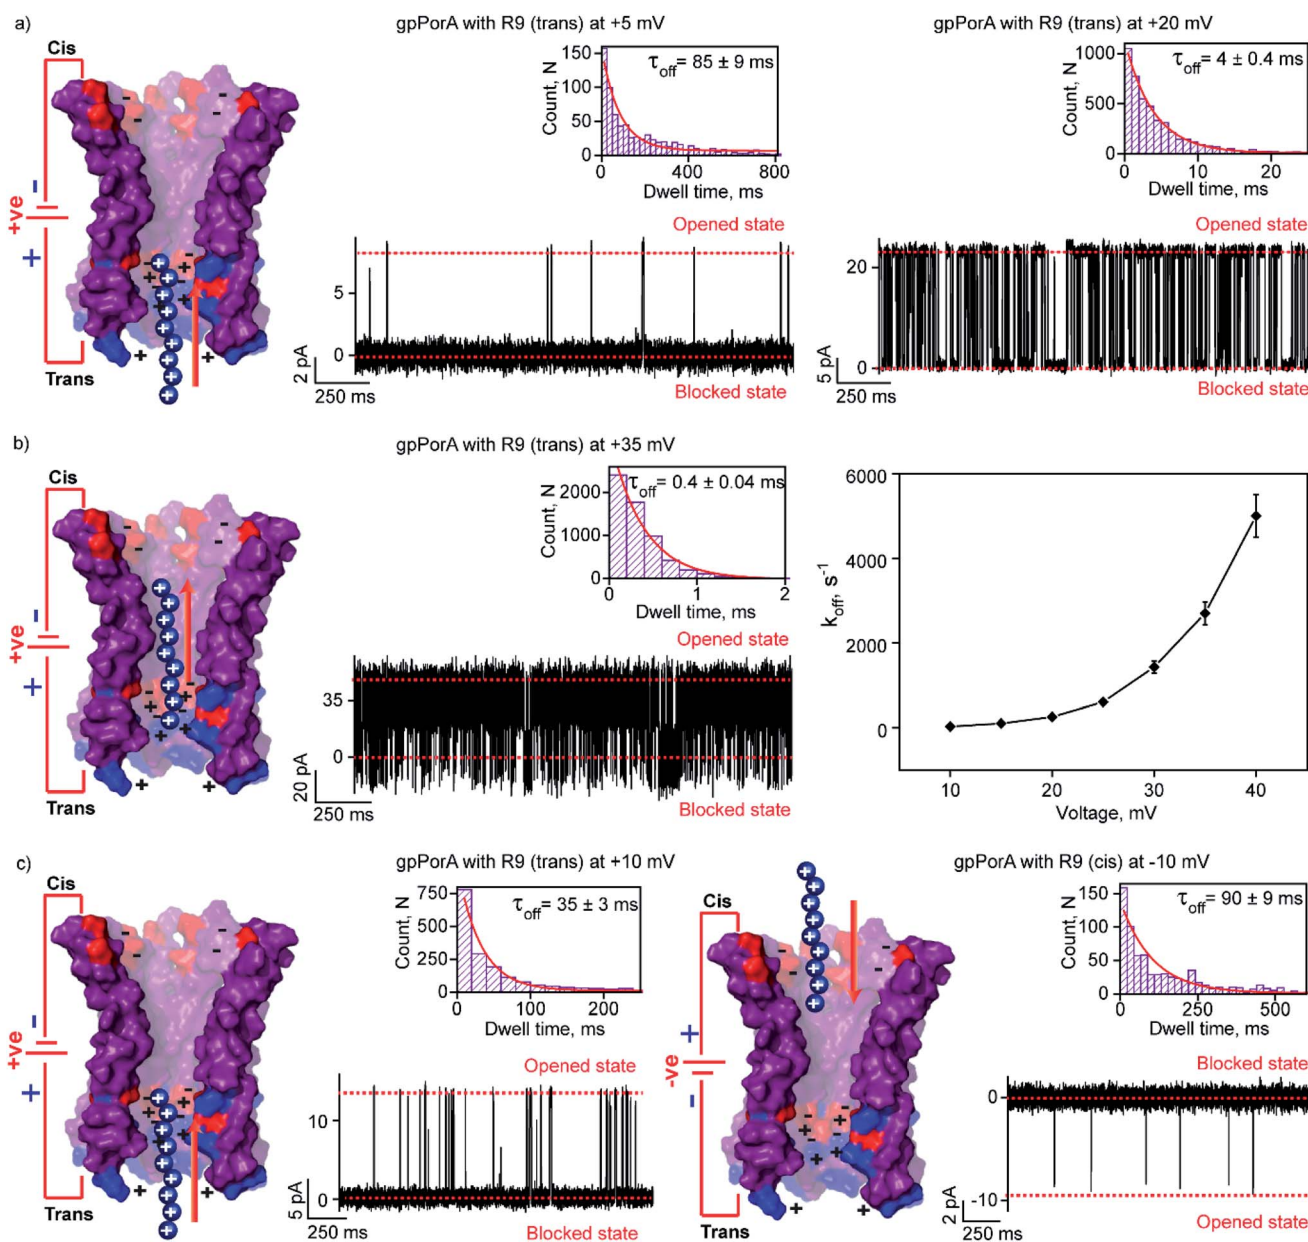 a)
gpPorA with R9 (trans) at +5 mV
gpPorA with R9 (trans) at +20 mV
Cis
+ve
-
+
Trans
τoff= 85 ± 9 ms
Count, N
150
100
50
0
0 400 800
Dwell time, ms
Opened state
5
0
2 pA
250 ms
Blocked state
τoff= 4 ± 0.4 ms
Count, N
1000
500
0
0 10 20
Dwell time, ms
Opened state
20
0
5 pA
250 ms
Blocked state
b)
gpPorA with R9 (trans) at +35 mV
Cis
+ve
-
+
Trans
τoff= 0.4 ± 0.04 ms
Count, N
2000
1000
0
0 1 2
Dwell time, ms
Opened state
35
0
20 pA
250 ms
Blocked state
koff, s⁻¹
6000
4000
2000
0
10 20 30 40
Voltage, mV
c)
gpPorA with R9 (trans) at +10 mV
gpPorA with R9 (cis) at -10 mV
Cis
+ve
-
+
Trans
τoff= 35 ± 3 ms
Count, N
750
500
250
0
0 100 200
Dwell time, ms
Opened state
10
0
5 pA
250 ms
Blocked state
Cis
+
-ve
-
Trans
τoff= 90 ± 9 ms
Count, N
150
100
50
0
0 250 500
Dwell time, ms
Blocked state
0
-10
2 pA
250 ms
Opened state